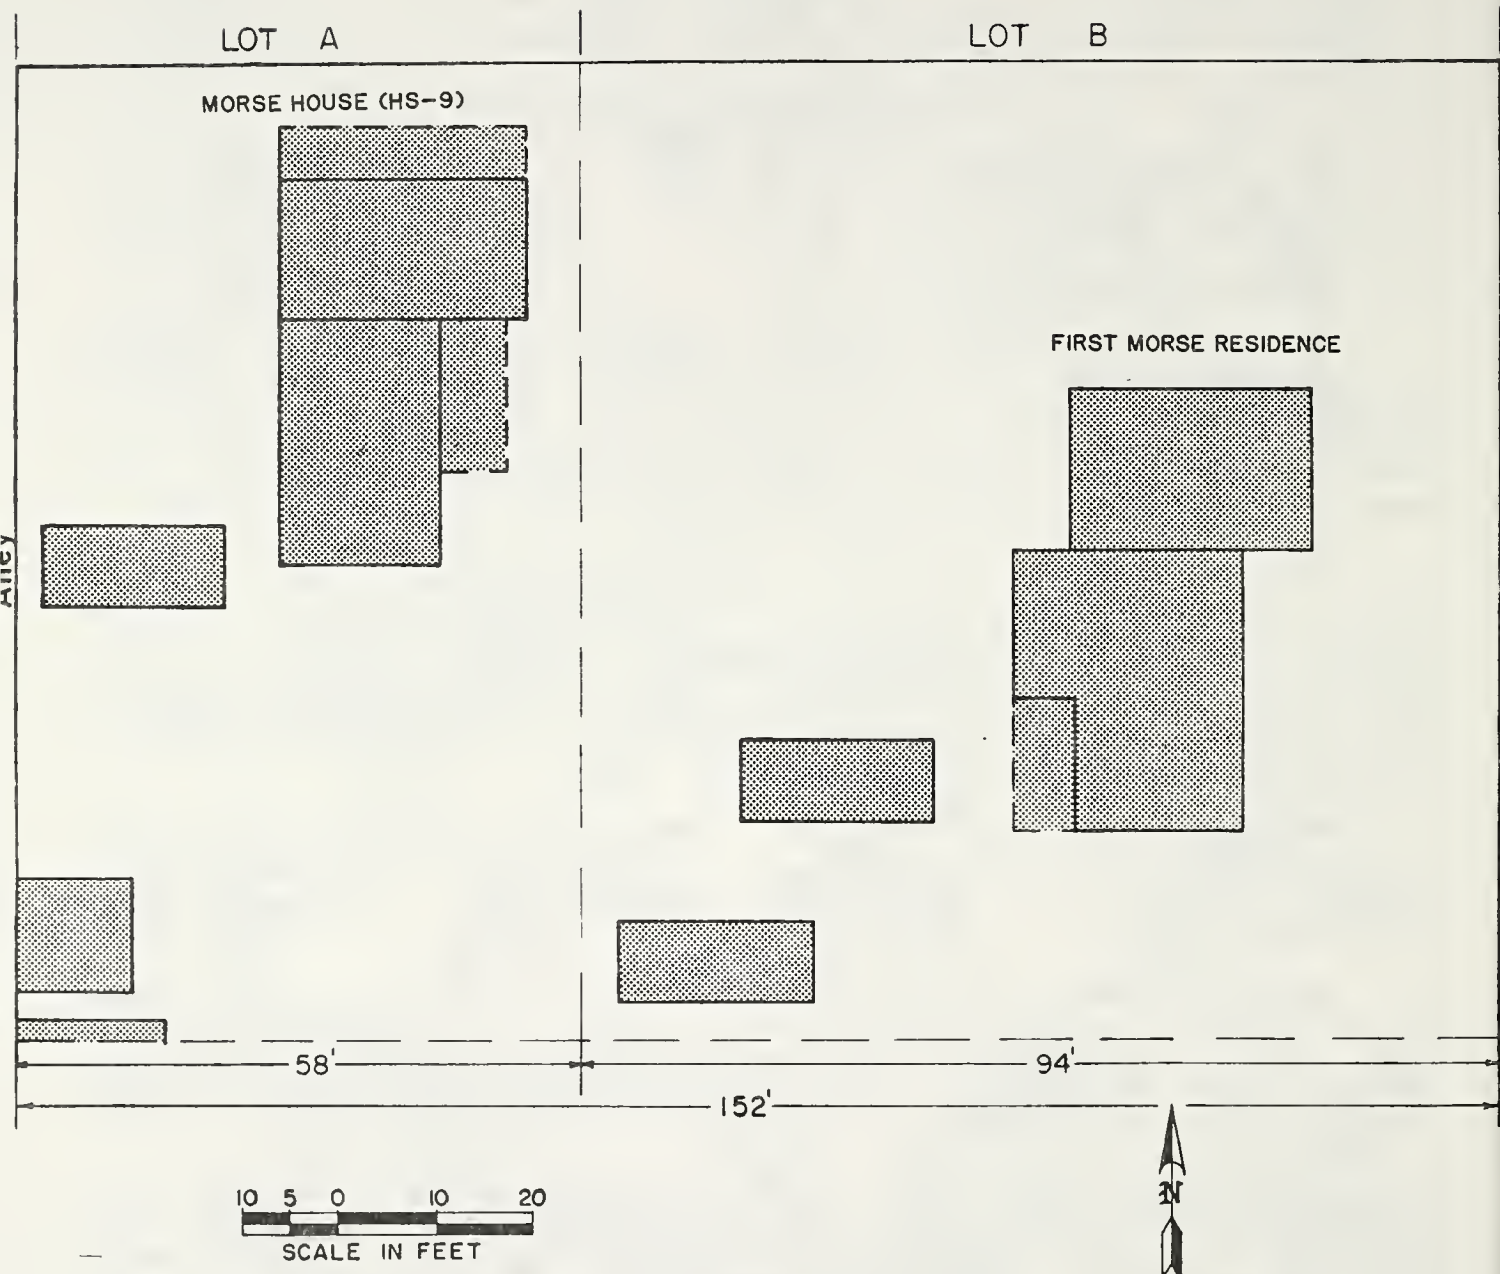 LOT A
LOT B
MORSE HOUSE (HS-9)
FIRST MORSE RESIDENCE
Alley
58'
94'
152'
N
10 5 0 10 20
SCALE IN FEET